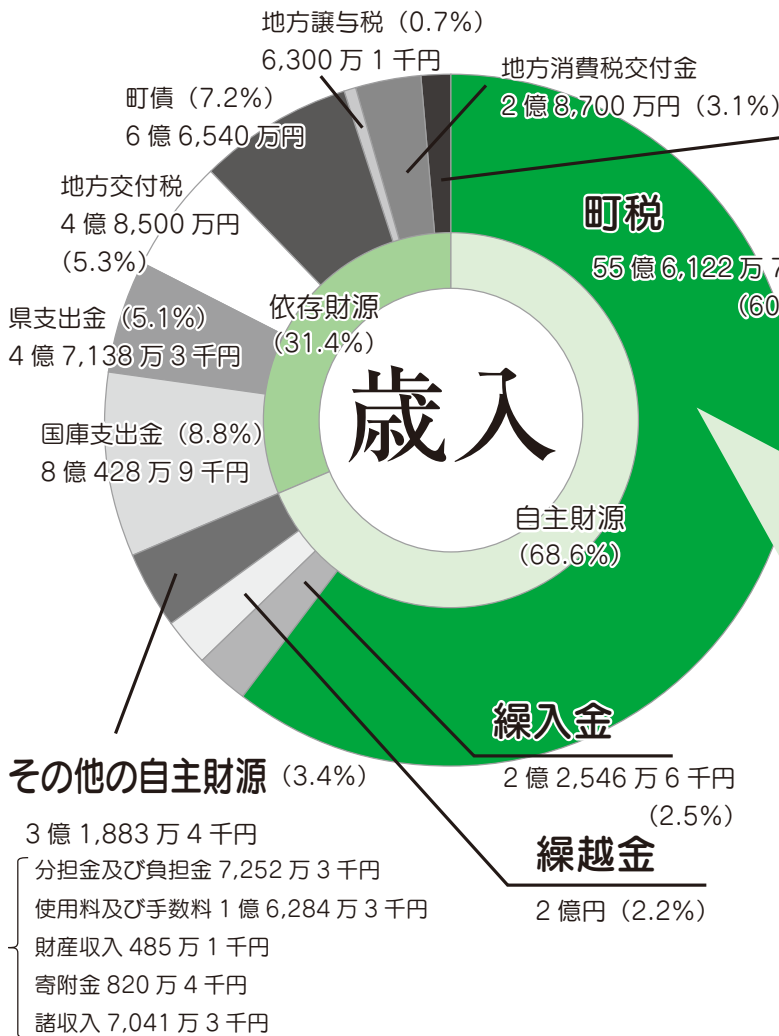 地方譲与税（0.7%）
6,300 万 1 千円
地方消費税交付金
2 億 8,700 万円（3.1%）
町債（7.2%）
6 億 6,540 万円
地方交付税
4 億 8,500 万円
（5.3%）
県支出金（5.1%）
4 億 7,138 万 3 千円
国庫支出金（8.8%）
8 億 428 万 9 千円
町税
55 億 6,122 万 7
（60
依存財源
（31.4%）
歳入
自主財源
（68.6%）
繰入金
2 億 2,546 万 6 千円
（2.5%）
繰越金
2 億円（2.2%）
その他の自主財源（3.4%）
3 億 1,883 万 4 千円
分担金及び負担金 7,252 万 3 千円
使用料及び手数料 1 億 6,284 万 3 千円
財産収入 485 万 1 千円
寄附金 820 万 4 千円
諸収入 7,041 万 3 千円